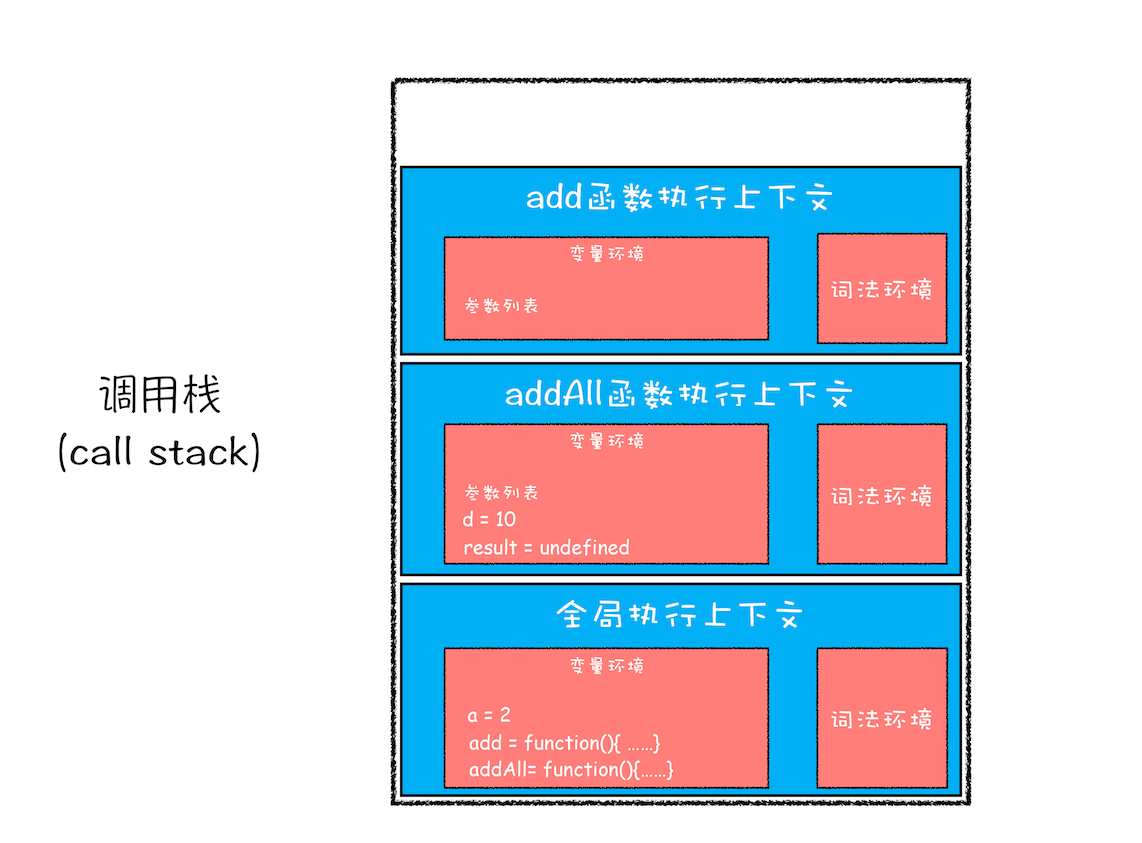 调用栈
(call stack)
add函数执行上下文
变量环境
参数列表
词法环境
addAll函数执行上下文
变量环境
参数列表
d = 10
result = undefined
词法环境
全局执行上下文
变量环境
a = 2
add = function(){ ......}
addAll= function(){......}
词法环境